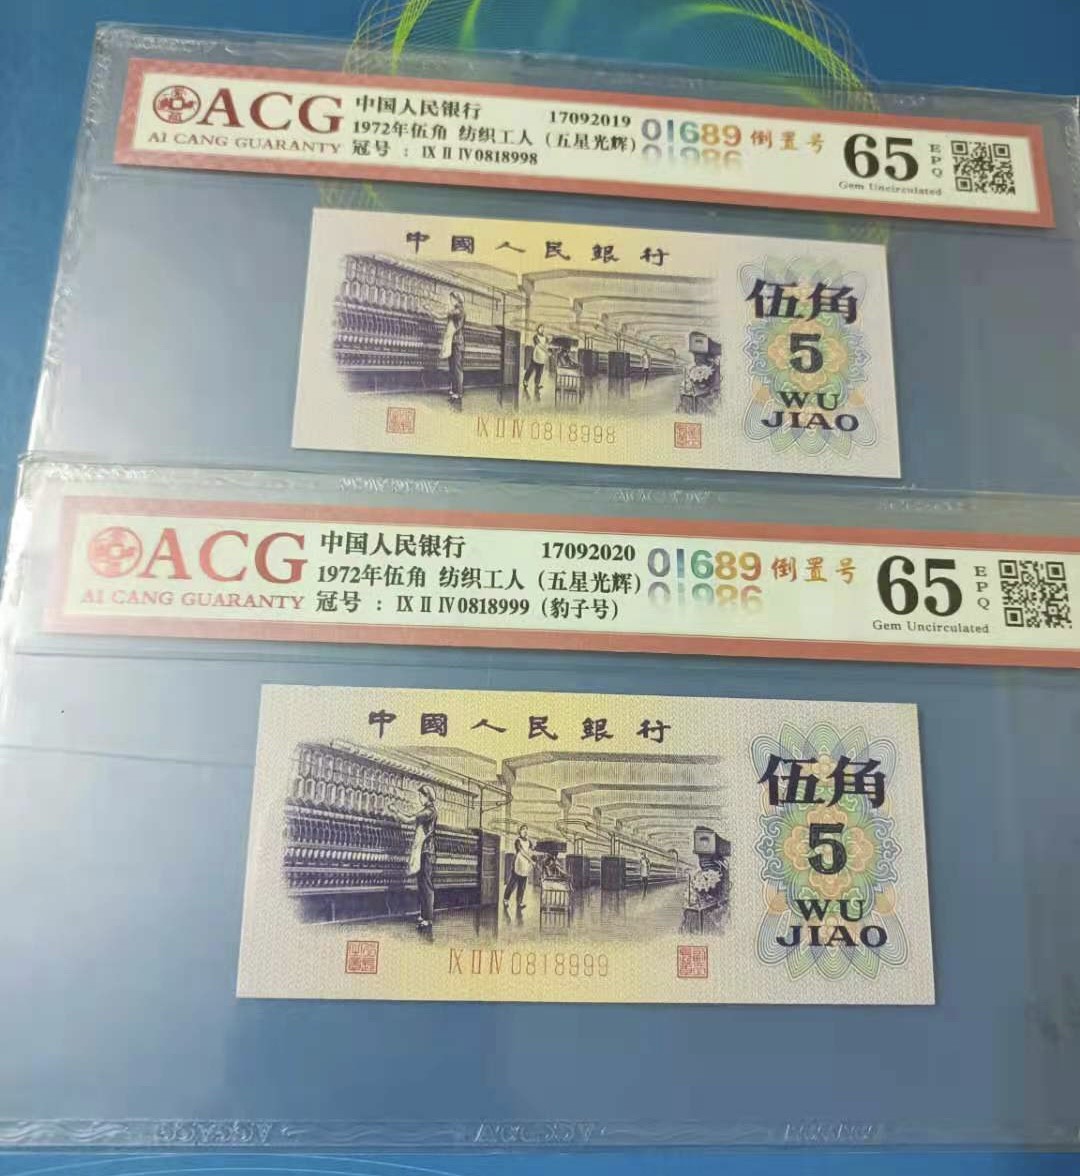 ACG
AI CANG GUARANTY
中国人民银行 17092019
1972年伍角 纺织工人（五星光辉）
冠号 : Ⅸ Ⅱ Ⅳ 0818998
01689 倒置号
65
EPQ
Gem Uncirculated
中國人民銀行
伍角
5
WU
JIAO
Ⅸ Ⅱ Ⅳ 0818998
ACG
AI CANG GUARANTY
中国人民银行 17092020
1972年伍角 纺织工人（五星光辉）
冠号 : Ⅸ Ⅱ Ⅳ 0818999（豹子号）
01689 倒置号
65
EPQ
Gem Uncirculated
中國人民銀行
伍角
5
WU
JIAO
Ⅸ Ⅱ Ⅳ 0818999